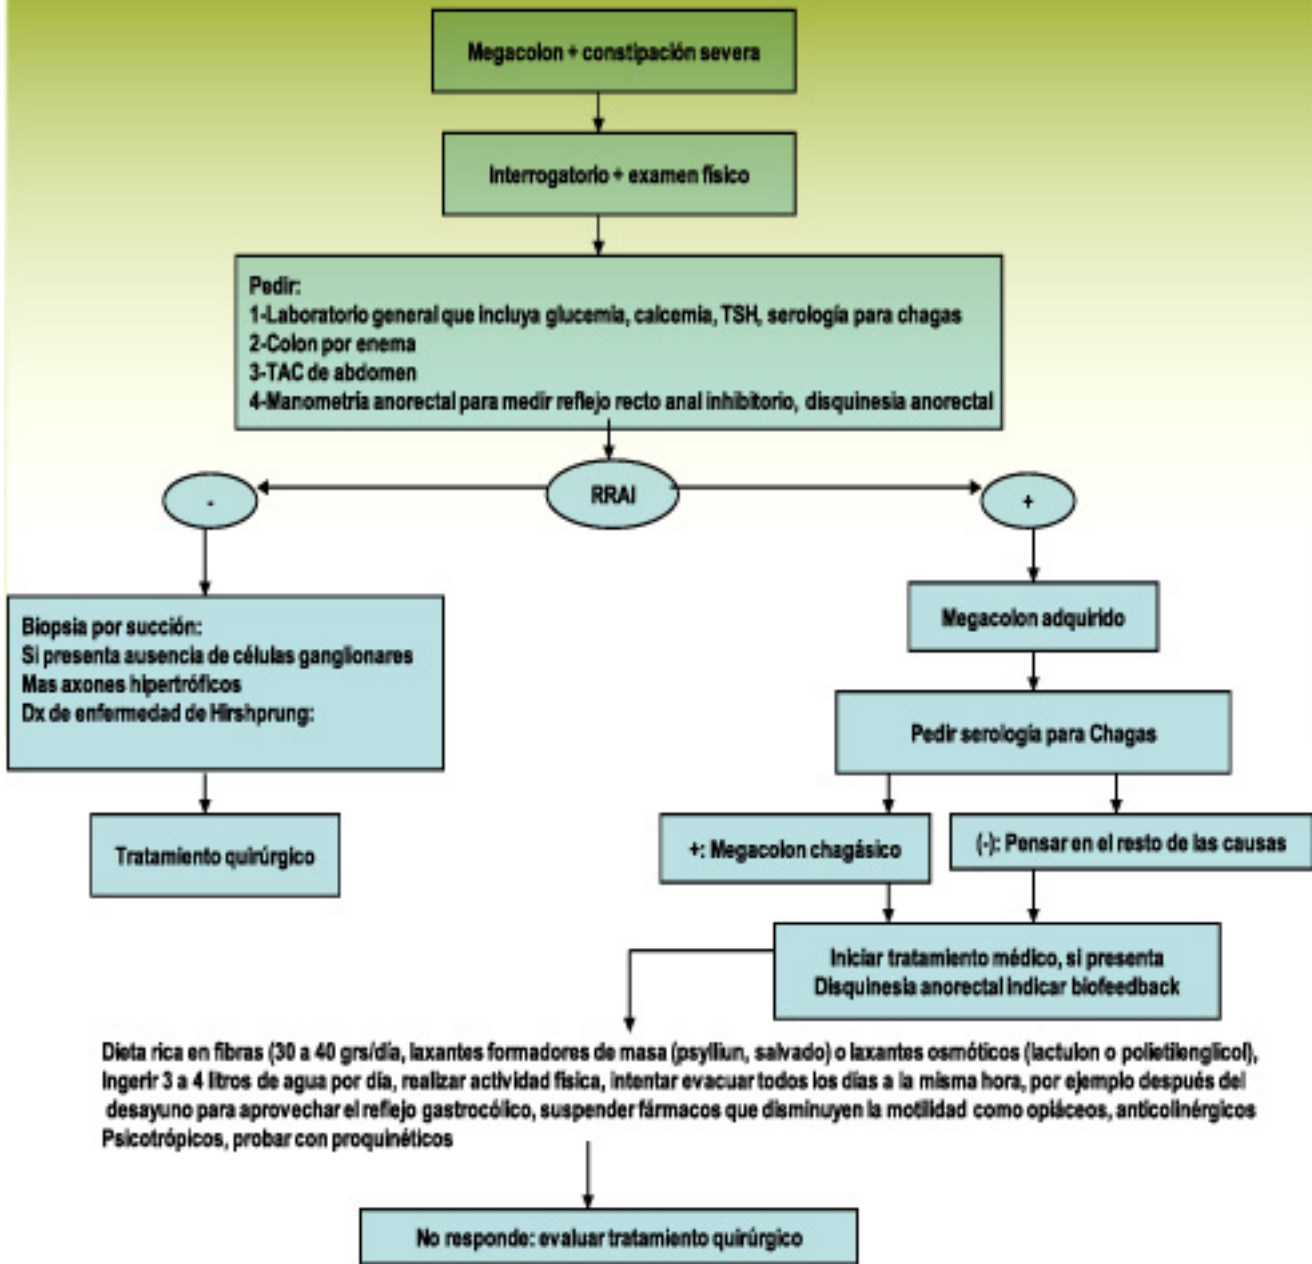 Megacolon + constipación severa
Interrogatorio + examen físico
Pedir:
1-Laboratorio general que incluya glucemia, calcemia, TSH, serología para chagas
2-Colon por enema
3-TAC de abdomen
4-Manometría anorectal para medir reflejo recto anal inhibitorio, disquinesia anorectal
RRAI
-
+
Biopsia por succión:
Si presenta ausencia de células ganglionares
Mas axones hipertróficos
Dx de enfermedad de Hirshprung:
Tratamiento quirúrgico
Megacolon adquirido
Pedir serología para Chagas
+: Megacolon chagásico
(-): Pensar en el resto de las causas
Iniciar tratamiento médico, si presenta
Disquinesia anorectal indicar biofeedback
Dieta rica en fibras (30 a 40 grs/día, laxantes formadores de masa (psylliun, salvado) o laxantes osmóticos (lactulon o polietilenglicol),
Ingerir 3 a 4 litros de agua por día, realizar actividad física, intentar evacuar todos los días a la misma hora, por ejemplo después del
desayuno para aprovechar el reflejo gastrocólico, suspender fármacos que disminuyen la motilidad como opiáceos, anticolinérgicos
Psicotrópicos, probar con proquinéticos
No responde: evaluar tratamiento quirúrgico